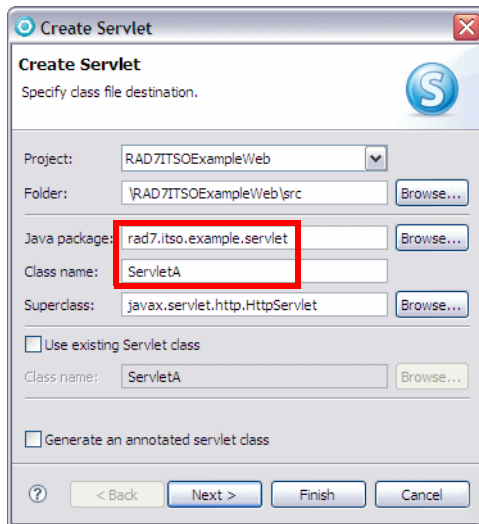 Create Servlet
Create Servlet
Specify class file destination.
S
Project: RAD7ITSOExampleWeb
Folder: \RAD7ITSOExampleWeb\src Browse...
Java package: rad7.itso.example.servlet Browse...
Class name: ServletA
Superclass: javax.servlet.http.HttpServlet Browse...
Use existing Servlet class
Class name: ServletA Browse...
Generate an annotated servlet class
? < Back Next > Finish Cancel